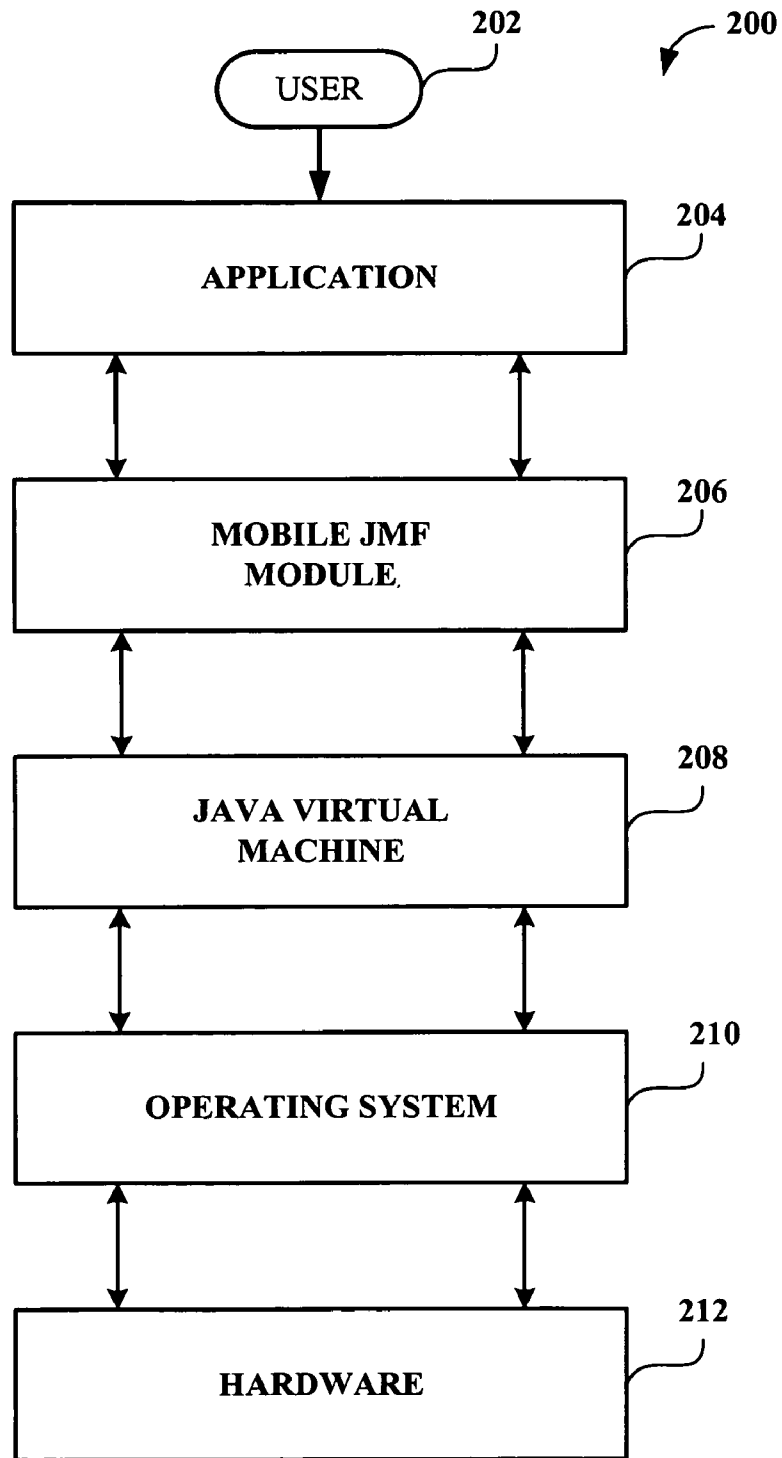 202
200
USER
204
APPLICATION
206
MOBILE JMF
MODULE
208
JAVA VIRTUAL
MACHINE
210
OPERATING SYSTEM
212
HARDWARE